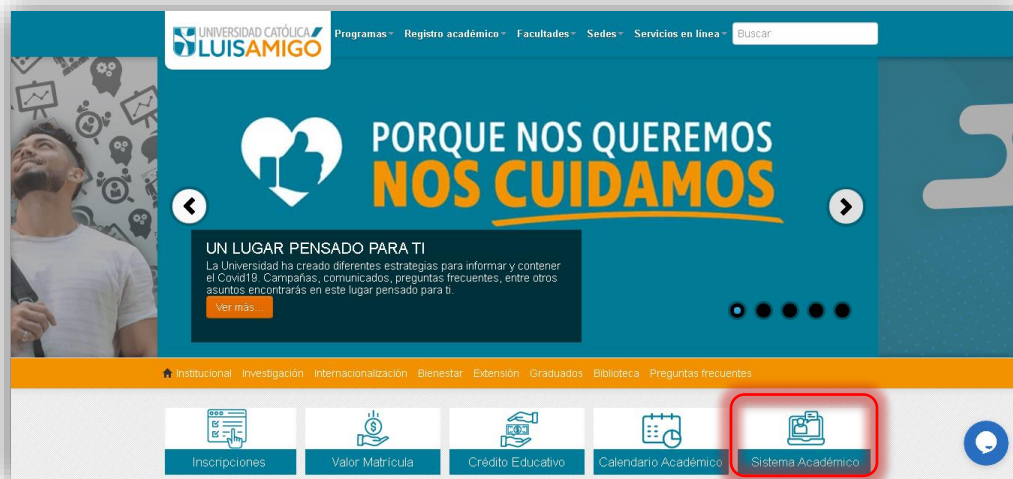 UNIVERSIDAD CATÓLICA
LUISAMIGÓ
Programas Registro académico Facultades Sedes Servicios en línea Buscar
PORQUE NOS QUEREMOS
NOS CUIDAMOS
UN LUGAR PENSADO PARA TI
La Universidad ha creado diferentes estrategias para informar y contener
el Covid19. Campañas, comunicados, preguntas frecuentes, entre otros
asuntos encontrarás en este lugar pensado para ti.
Ver más...
Institucional Investigación Internacionalización Bienestar Extensión Graduados Biblioteca Preguntas frecuentes
Inscripciones Valor Matrícula Crédito Educativo Calendario Académico Sistema Académico